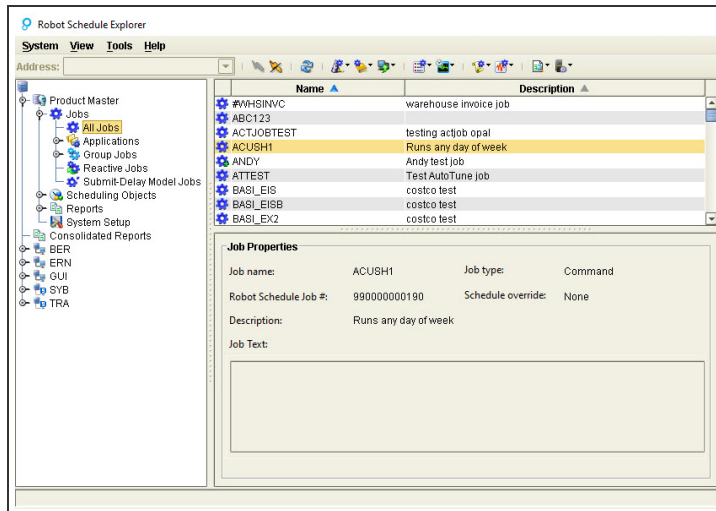 Robot Schedule Explorer
System View Tools Help
Address:
Name Description
Product Master
Jobs
All Jobs
Applications
Group Jobs
Reactive Jobs
Submit-Delay Model Jobs
Scheduling Objects
Reports
System Setup
Consolidated Reports
BER
ERN
GUI
SYB
TRA
#WHSINVC warehouse invoice job
ABC123
ACTJOBTEST testing actjob opal
ACUSH1 Runs any day of week
ANDY Andy test job
ATTEST Test AutoTune job
BASI_EIS costco test
BASI_EISB costco test
BASI_EX2 costco test
Job Properties
Job name: ACUSH1 Job type: Command
Robot Schedule Job #: 990000000190 Schedule override: None
Description: Runs any day of week
Job Text: